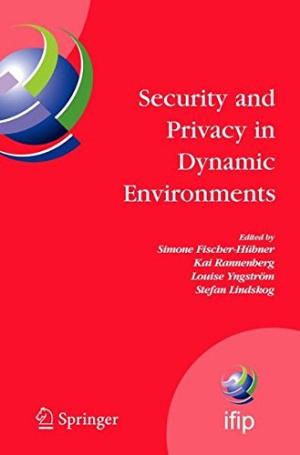 Security and
Privacy in
Dynamic
Environments
Edited by
Simone Fischer-Hübner
Kai Rannenberg
Louise Yngström
Stefan Lindskog
Springer
ifip